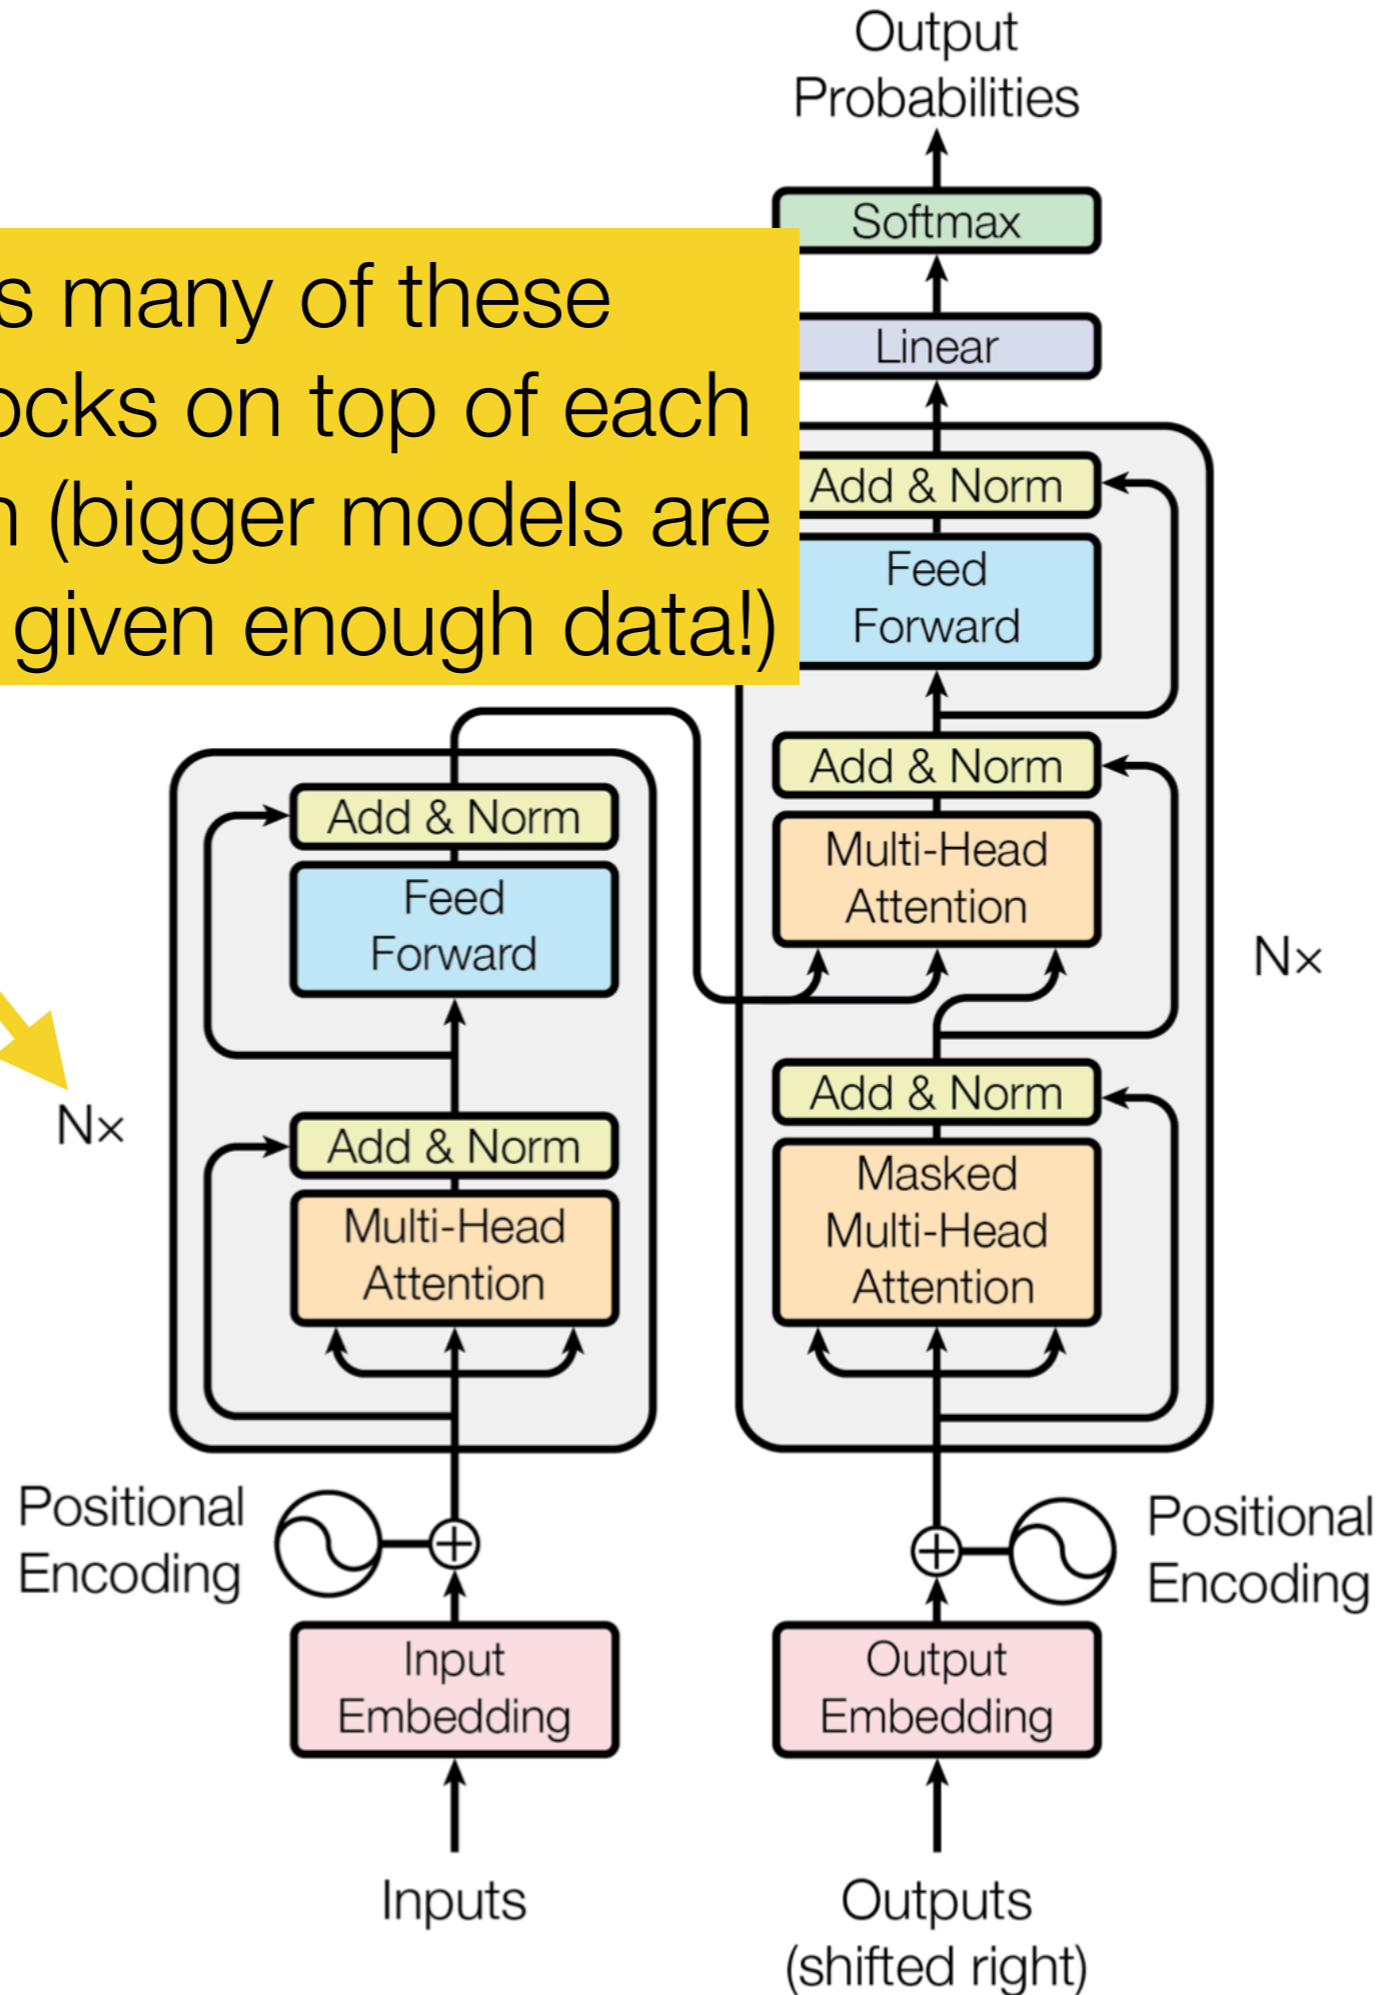 Output
Probabilities
Softmax
s many of these
ocks on top of each
n (bigger models are
given enough data!)
Linear
Add & Norm
Feed
Forward
Add & Norm
Multi-Head
Attention
Nx
Add & Norm
Masked
Multi-Head
Attention
Add & Norm
Feed
Forward
Nx
Add & Norm
Multi-Head
Attention
Positional
Encoding
Positional
Encoding
Input
Embedding
Output
Embedding
Inputs
Outputs
(shifted right)